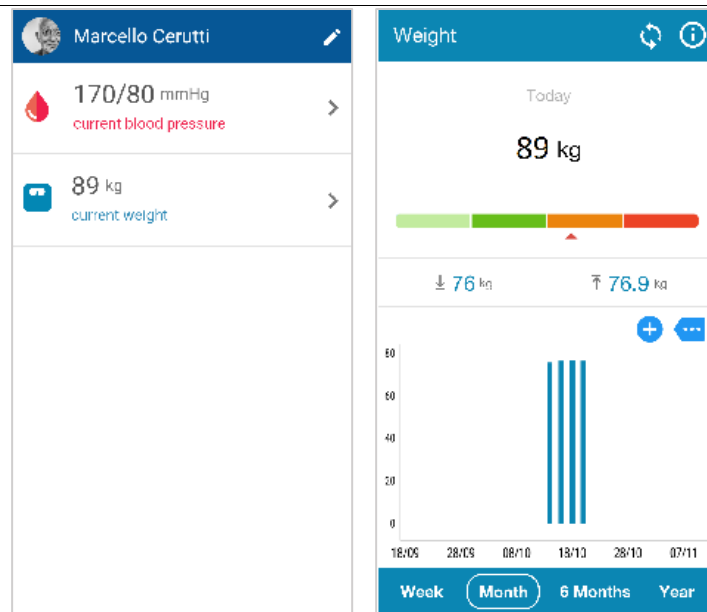 Marcello Cerutti
170/80 mmHg
current blood pressure
89 kg
current weight
Weight
Today
89 kg
76 kg
76.9 kg
80
60
40
20
0
18/09 28/09 08/10 18/10 28/10 07/11
Week Month 6 Months Year